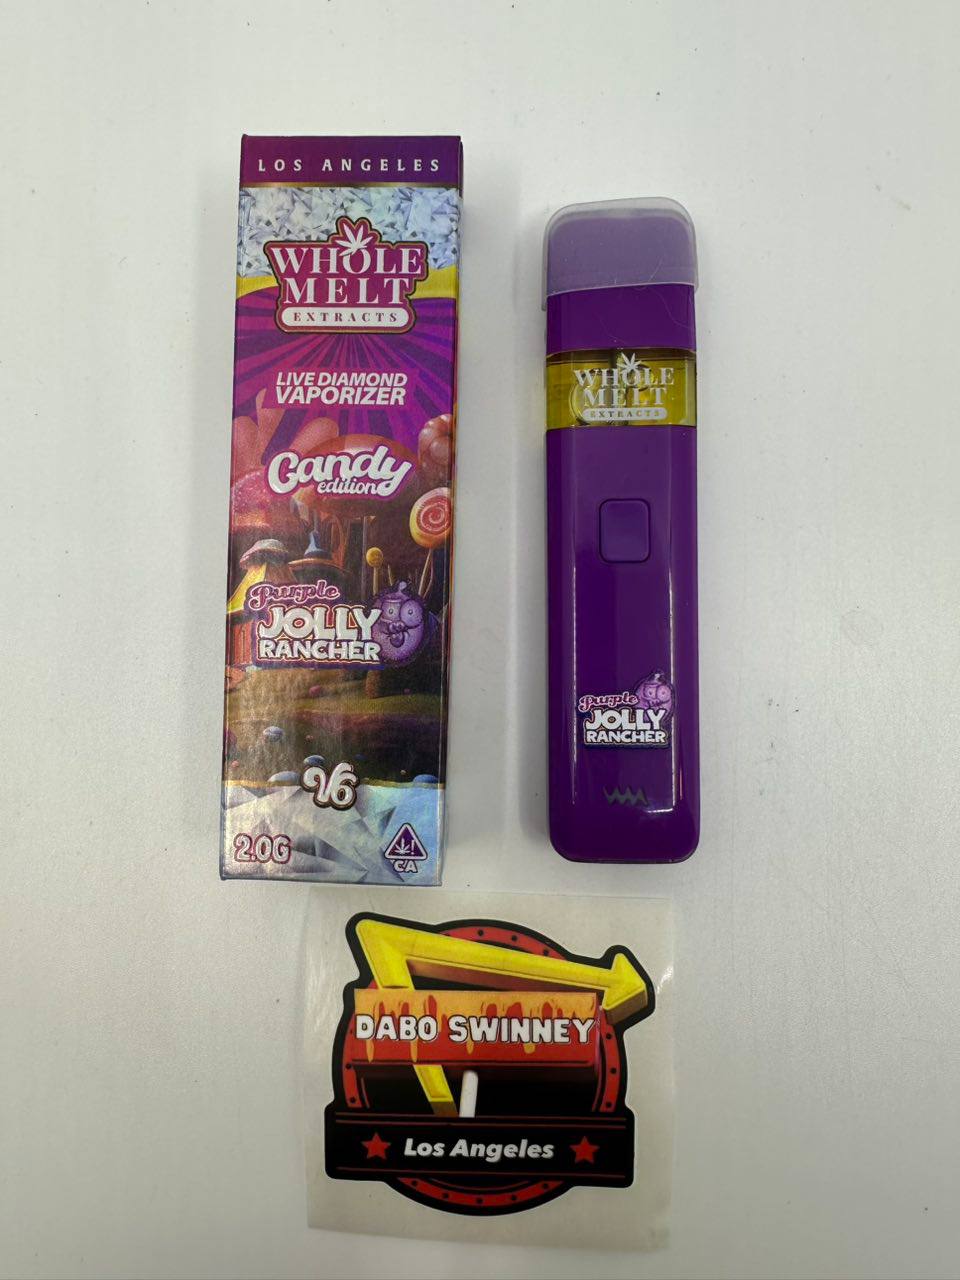 LOS ANGELES
WHOLE
MELT
EXTRACTS
LIVE DIAMOND
VAPORIZER
Candy
edition
Purple
JOLLY
RANCHER
V6
2.0G
!
CA
WHOLE
MELT
EXTRACTS
Purple
JOLLY
RANCHER
DABO SWINNEY
Los Angeles